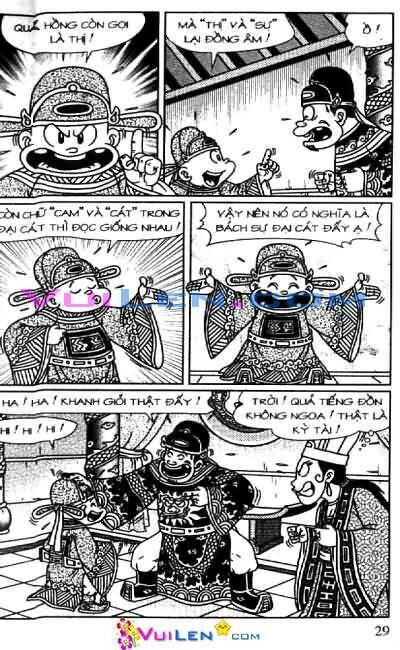 QUẢ HỒNG CÒN GỌI
LÀ THỊ!
MÀ "THỊ" VÀ "SỰ"
LẠI ĐỒNG ÂM!
Ồ!
CÒN CHỮ "CAM" VÀ "CÁT" TRONG
ĐẠI CÁT THÌ ĐỌC GIỐNG NHAU!
VẬY NÊN NÓ CÓ NGHĨA LÀ
BÁCH SỰ ĐẠI CÁT ĐẤY Ạ!
VUILEN.COM
HA! HA! KHANH GIỎI THẬT ĐẤY!
HI! HI! HI!
TRỜI! QUẢ TIẾNG ĐỒN
KHÔNG NGOA! THẬT LÀ
KỲ TÀI!
29
VUILEN.COM